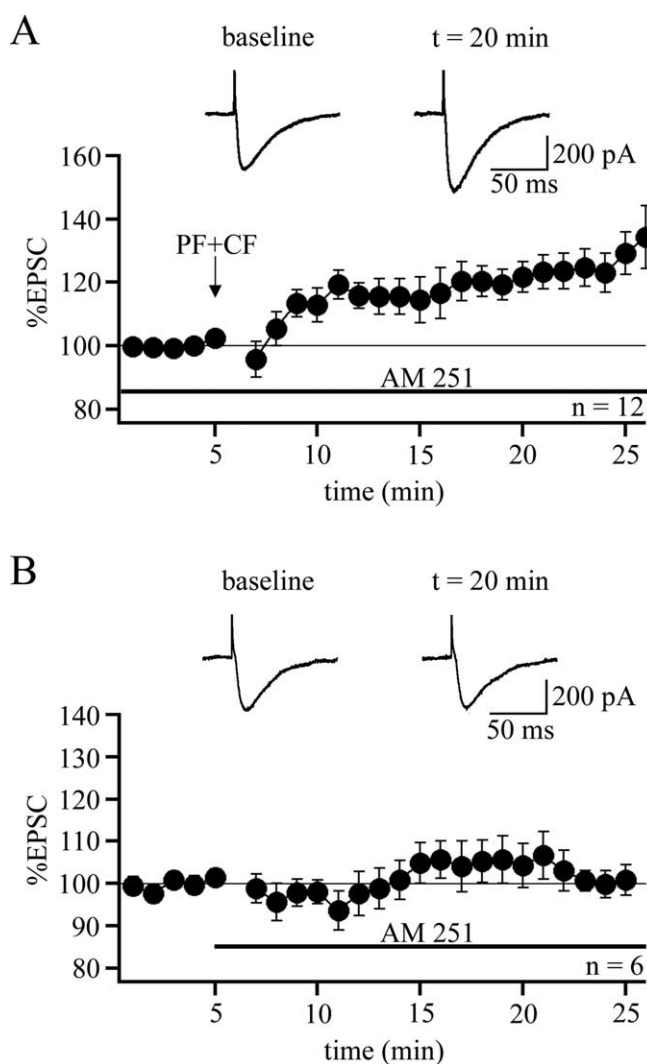 A
baseline t = 20 min
200 pA
50 ms
160
140
120
100
80
%EPSC
PF+CF
AM 251
n = 12
5 10 15 20 25
time (min)
B
baseline t = 20 min
200 pA
50 ms
140
130
120
110
100
90
80
%EPSC
AM 251
n = 6
5 10 15 20 25
time (min)